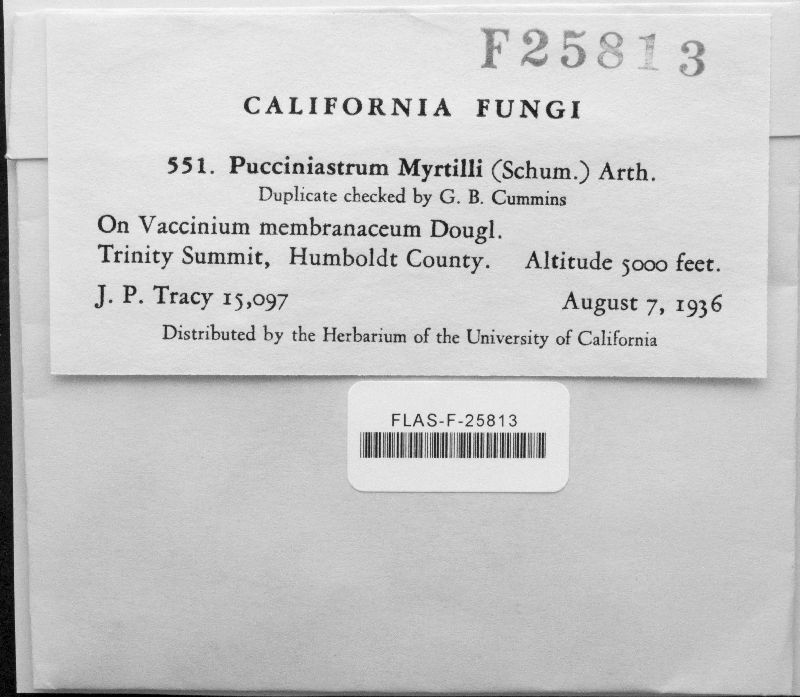 F25813
CALIFORNIA FUNGI
551. Pucciniastrum Myrtilli (Schum.) Arth.
Duplicate checked by G. B. Cummins
On Vaccinium membranaceum Dougl.
Trinity Summit, Humboldt County. Altitude 5000 feet.
J. P. Tracy 15,097 August 7, 1936
Distributed by the Herbarium of the University of California
FLAS-F-25813